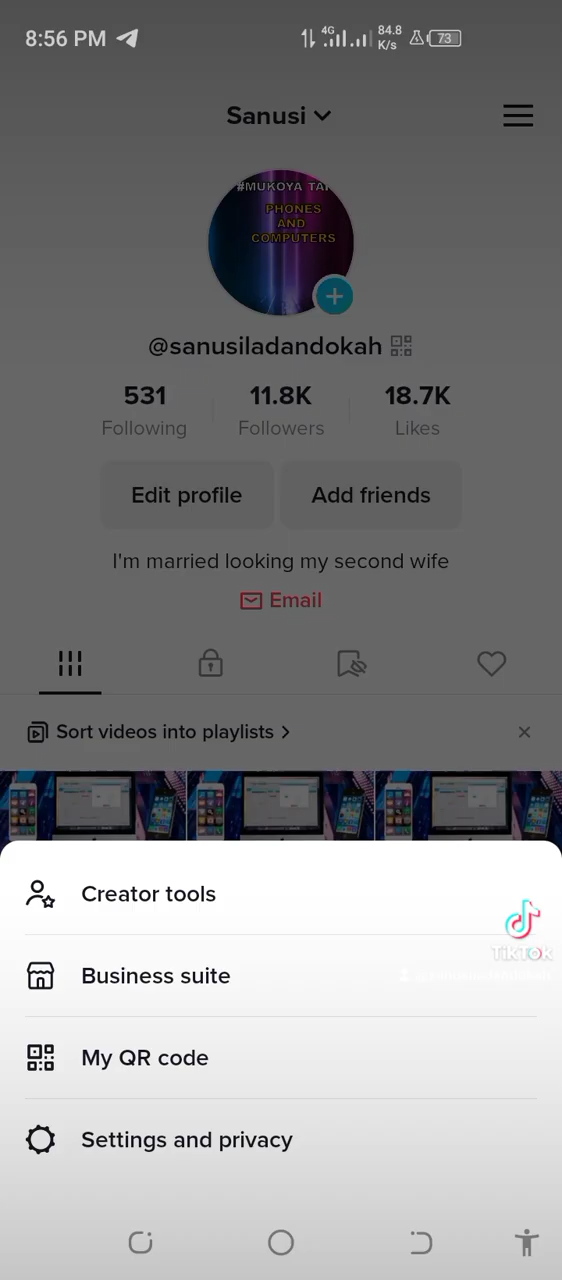 8:56 PM
4G
84.8
K/s
73
Sanusi
#MUKOYA TA
PHONES
AND
COMPUTERS
@sanusiladandokah
531
11.8K
18.7K
Following
Followers
Likes
Edit profile
Add friends
I'm married looking my second wife
Email
Sort videos into playlists
Creator tools
TikTok
Business suite
My QR code
Settings and privacy